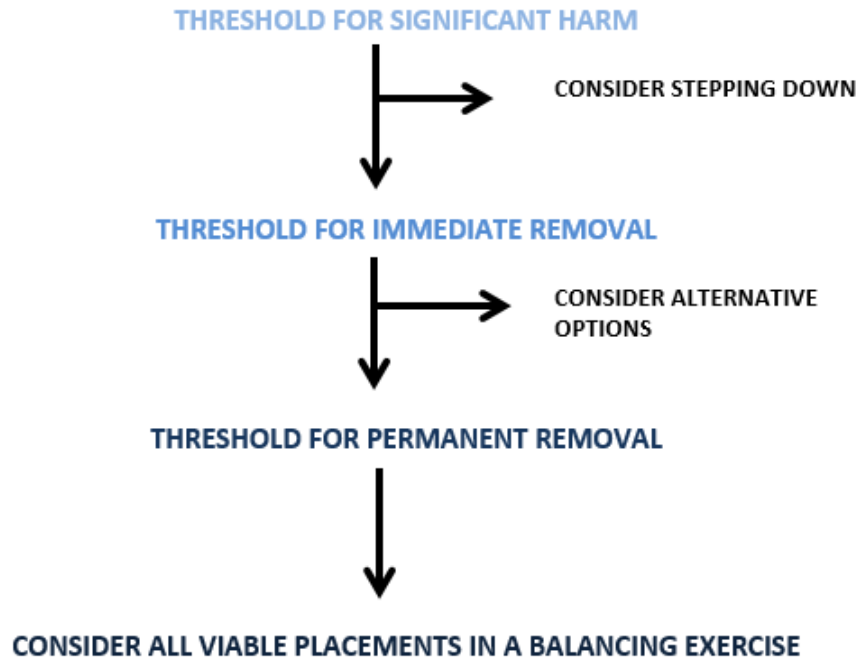 THRESHOLD FOR SIGNIFICANT HARM
CONSIDER STEPPING DOWN
THRESHOLD FOR IMMEDIATE REMOVAL
CONSIDER ALTERNATIVE
OPTIONS
THRESHOLD FOR PERMANENT REMOVAL
CONSIDER ALL VIABLE PLACEMENTS IN A BALANCING EXERCISE